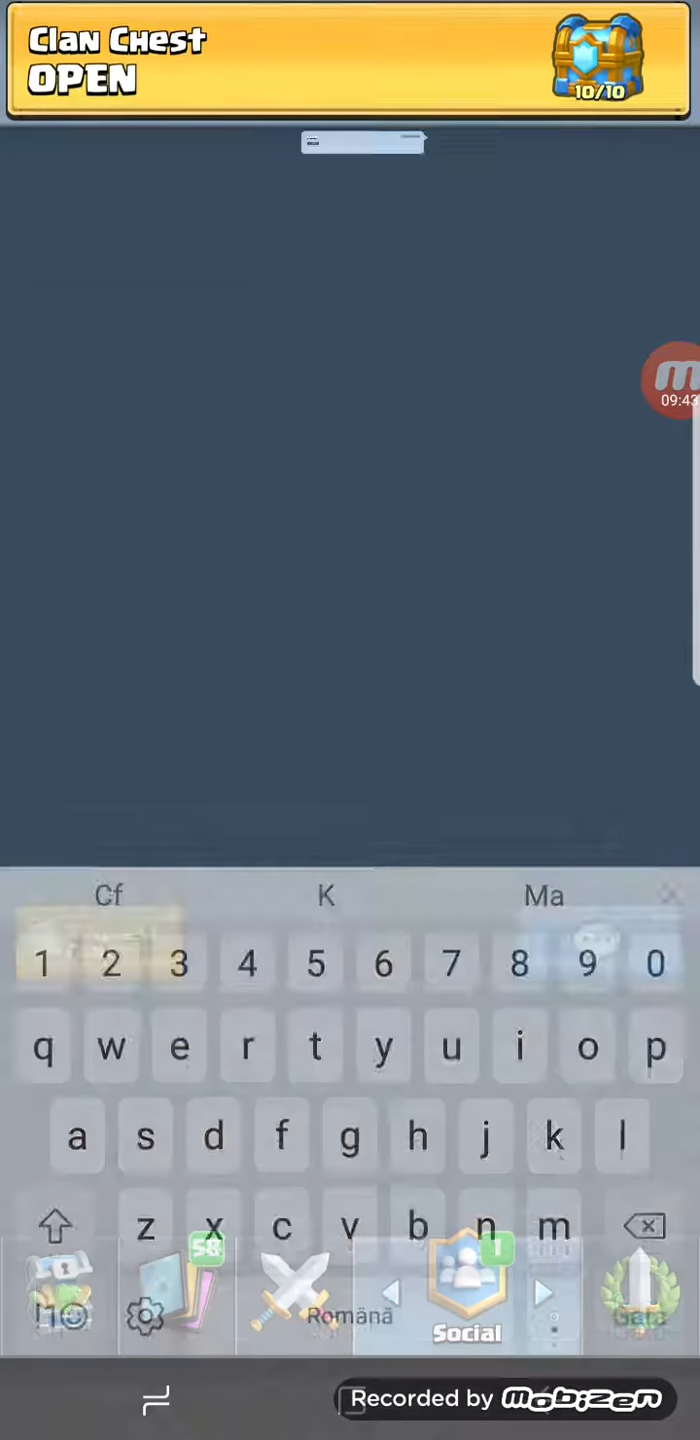 Clan Chest
OPEN
10/10
09:43
Cf K Ma
1 2 3 4 5 6 7 8 9 0
q w e r t y u i o p
a s d f g h j k l
z x c v b n m
58
1
Română
Gata
Social
Recorded by mobizen